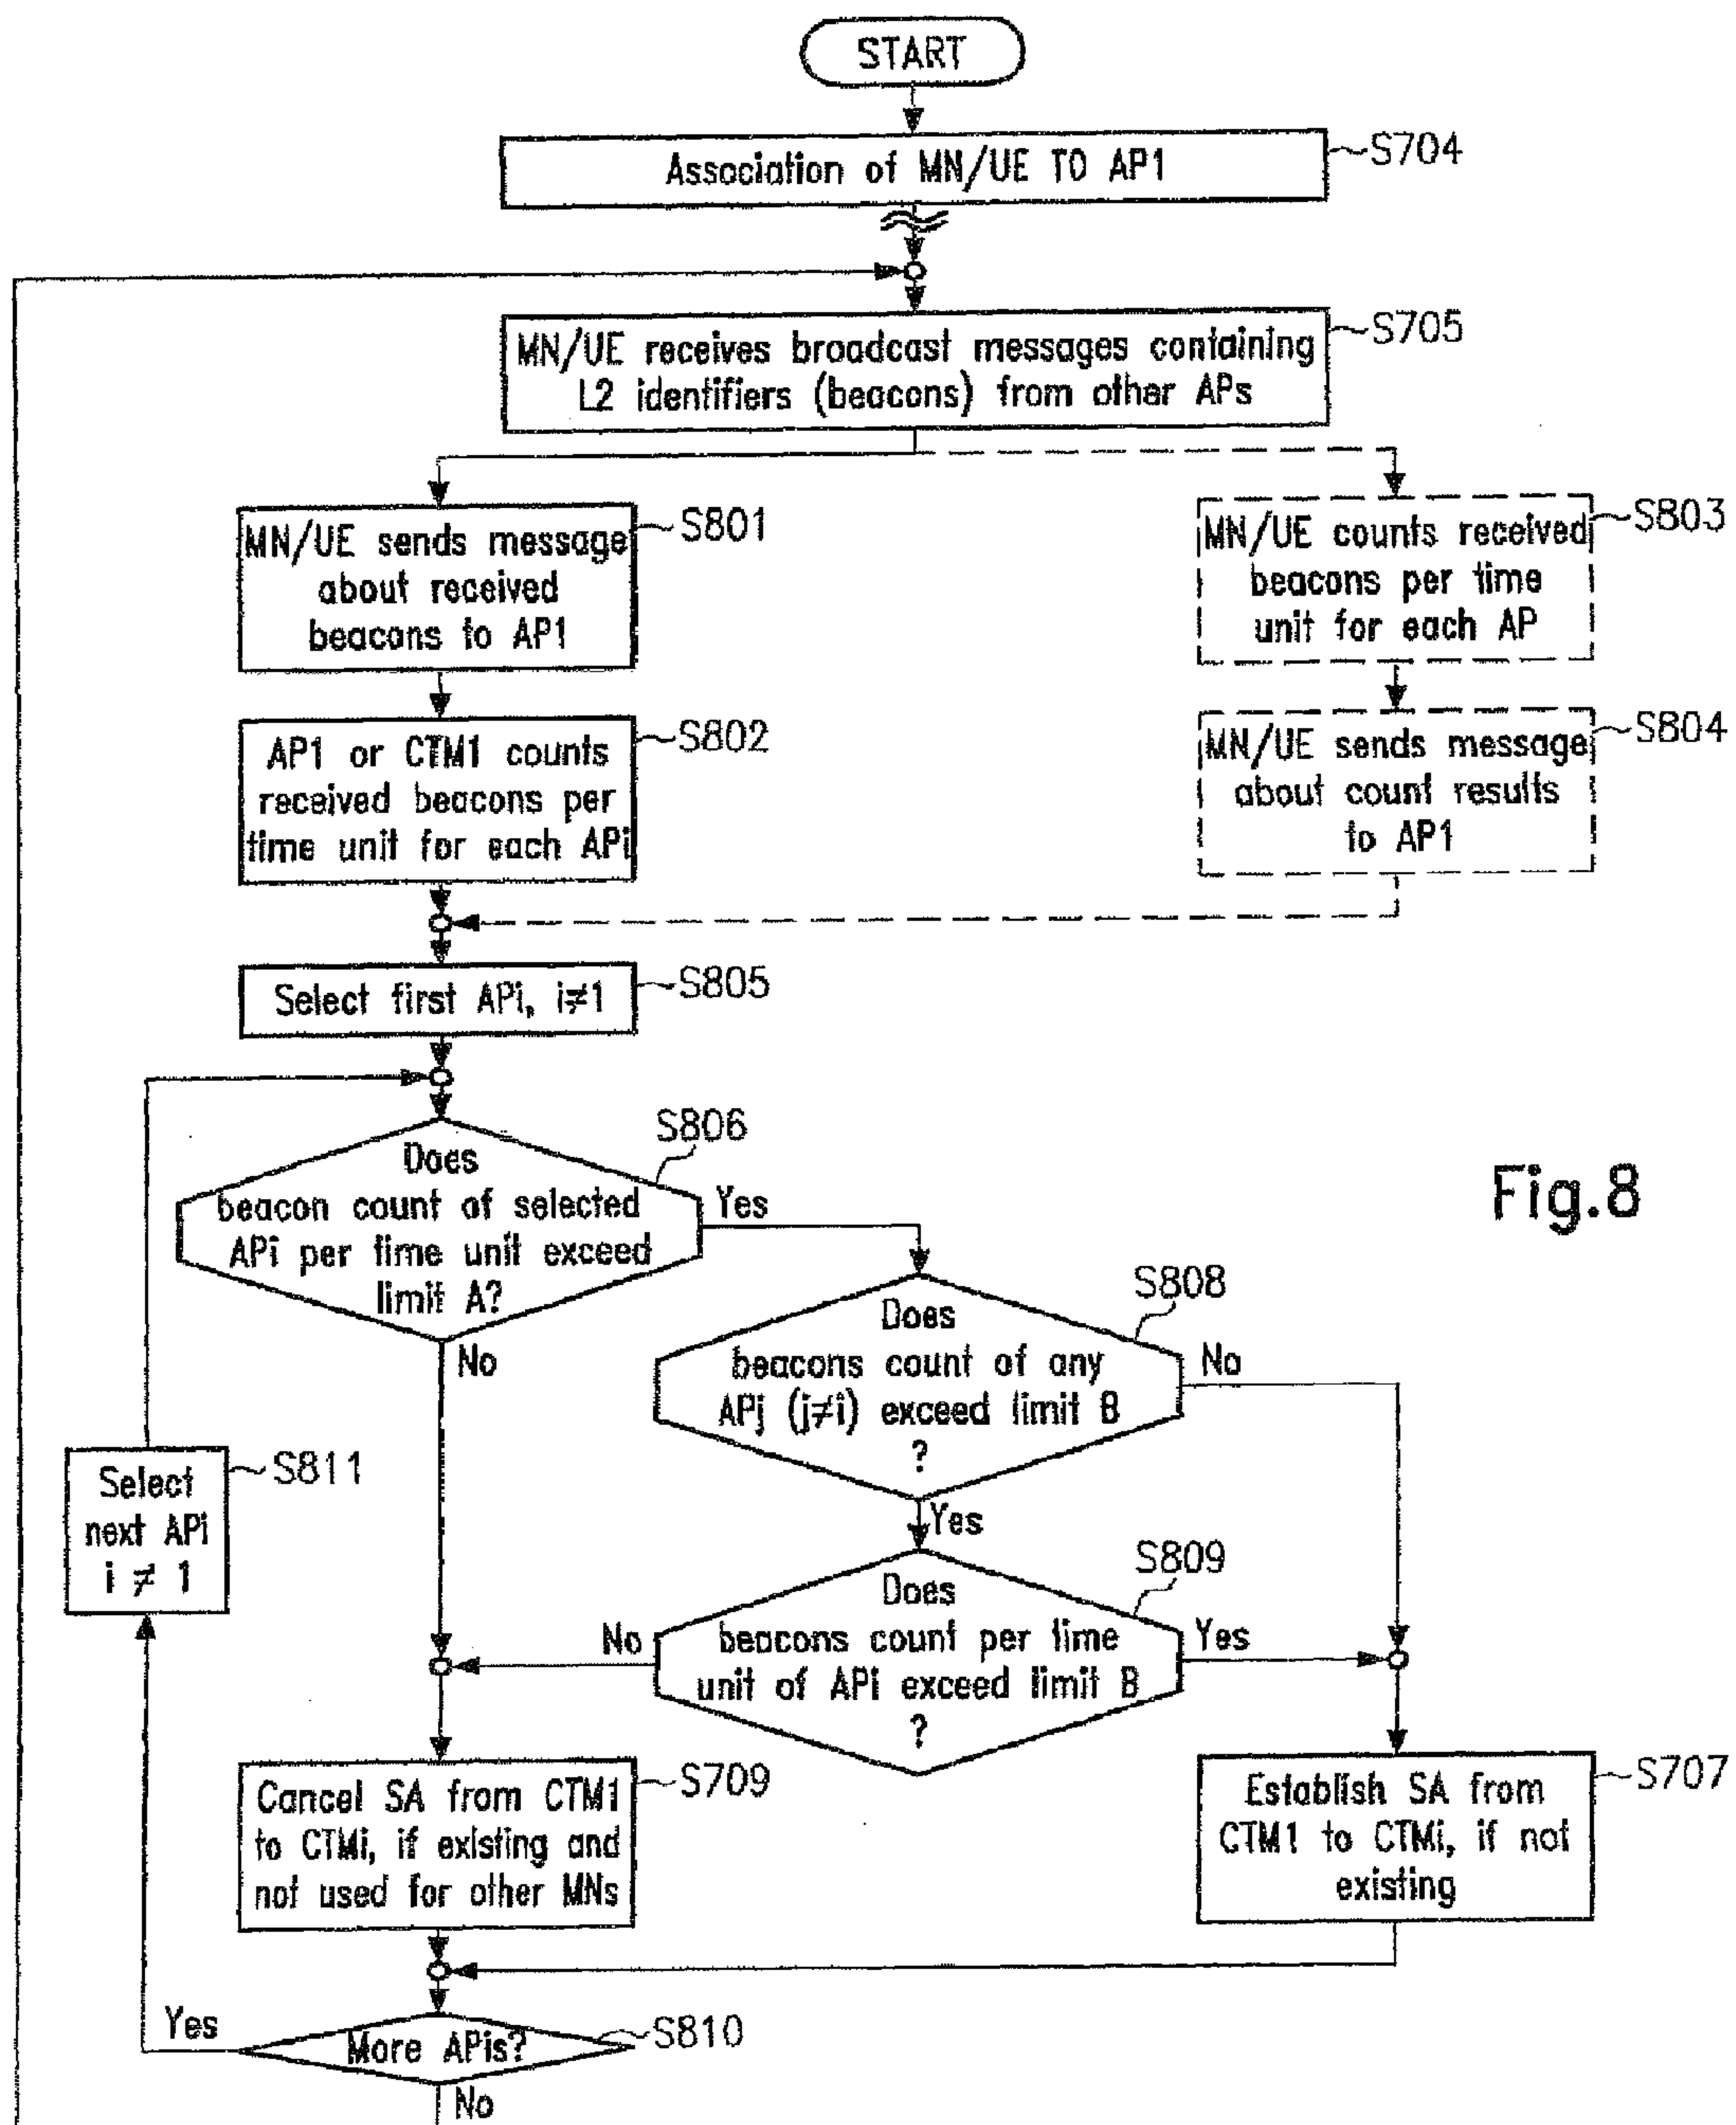 START
Association of MN/UE TO AP1
S704
MN/UE receives broadcast messages containing
L2 identifiers (beacons) from other APs
S705
MN/UE sends message
about received
beacons to AP1
S801
MN/UE counts received
beacons per time
unit for each AP
S803
AP1 or CTM1 counts
received beacons per
time unit for each APi
S802
MN/UE sends message
about count results
to AP1
S804
Select first APi, i≠1
S805
Does
beacon count of selected
APi per time unit exceed
limit A?
S806
Yes
No
Fig.8
Does
beacons count of any
APj (j≠i) exceed limit B
?
S808
No
Yes
Select
next APi
i ≠ 1
S811
Does
beacons count per time
unit of APi exceed limit B
?
S809
No
Yes
Cancel SA from CTM1
to CTMi, if existing and
not used for other MNs
S709
Establish SA from
CTM1 to CTMi, if not
existing
S707
More APis?
S810
Yes
No